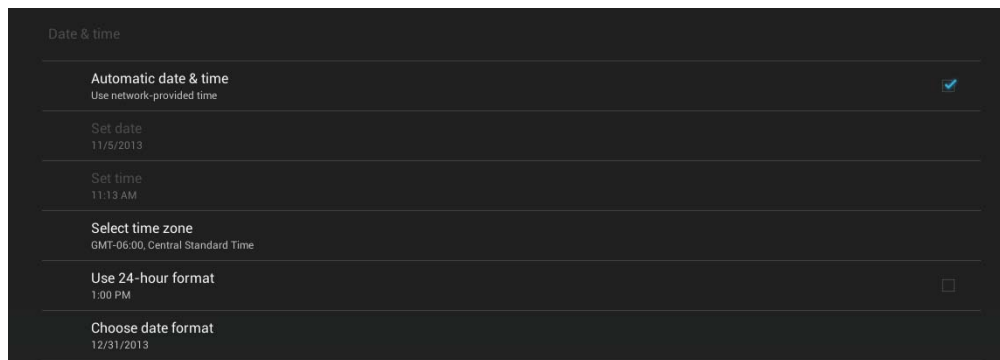 Date & time
Automatic date & time
Use network-provided time
Set date
11/5/2013
Set time
11:13 AM
Select time zone
GMT-06:00, Central Standard Time
Use 24-hour format
1:00 PM
Choose date format
12/31/2013